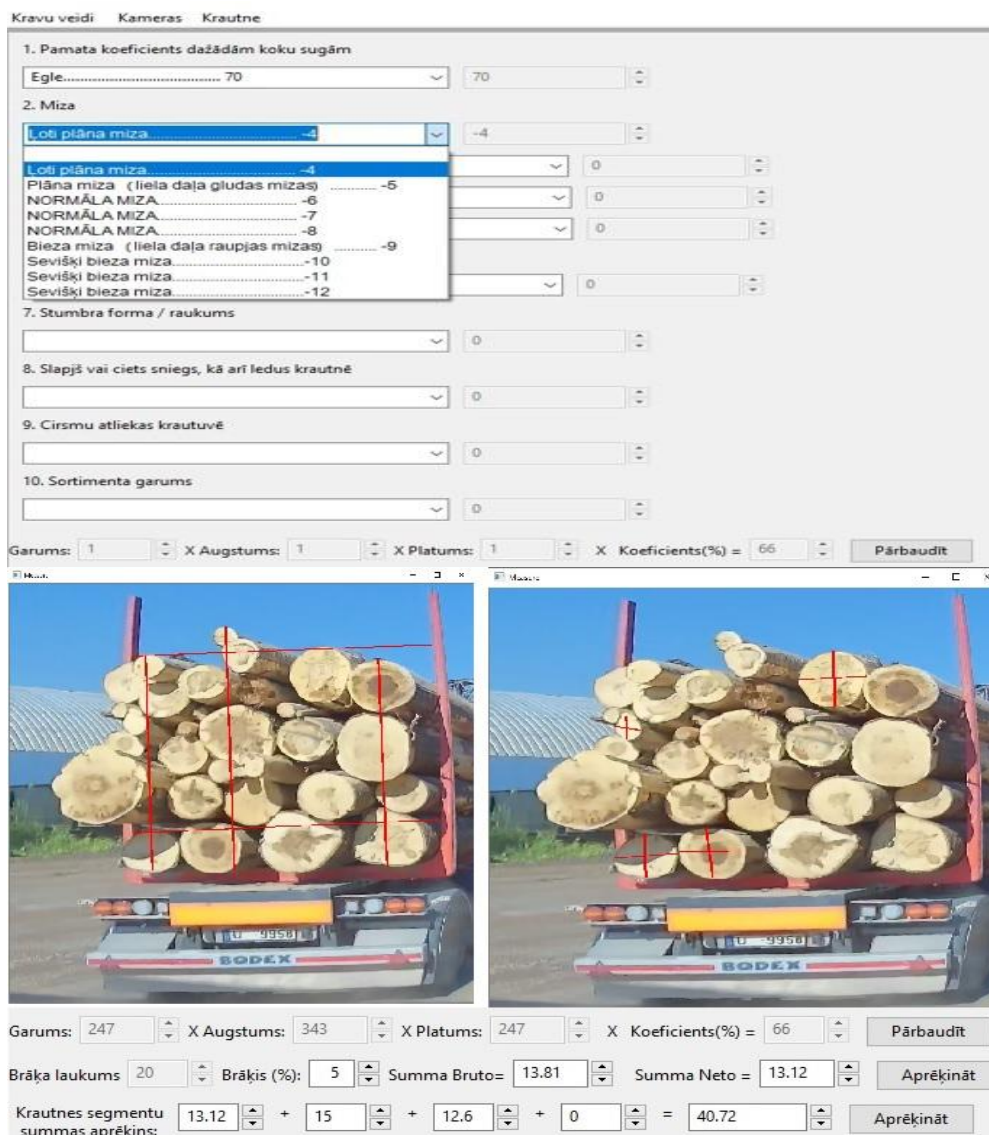 Kravu veidi Kameras Krautne
1. Pamata koeficients dažādām koku sugām
Egle........................................ 70 70
2. Miza
Ļoti plāna miza................................-4 -4
Ļoti plāna miza................................-4 0
Plāna miza (liela daļa gludas mizas) .......... -5
NORMĀLA MIZA............................. -6 0
NORMĀLA MIZA............................. -7
NORMĀLA MIZA............................. -8 0
Bieza miza (liela daļa raupjas mizas) ......... -9
Sevišķi bieza miza...........................-10
Sevišķi bieza miza...........................-11 0
Sevišķi bieza miza...........................-12
7. Stumbra forma / raukums
0
8. Slapjš vai ciets sniegs, kā arī ledus krautnē
0
9. Cirsmu atliekas krautuvē
0
10. Sortimenta garums
0
Garums: 1 X Augstums: 1 X Platums: 1 X Koeficients(%) = 66 Pārbaudīt
BODEX
BODEX
Garums: 247 X Augstums: 343 X Platums: 247 X Koeficients(%) = 66 Pārbaudīt
Brāķa laukums 20 Brāķis (%): 5 Summa Bruto= 13.81 Summa Neto = 13.12 Aprēķināt
Krautnes segmentu
summas aprēķins: 13.12 + 15 + 12.6 + 0 = 40.72 Aprēķināt